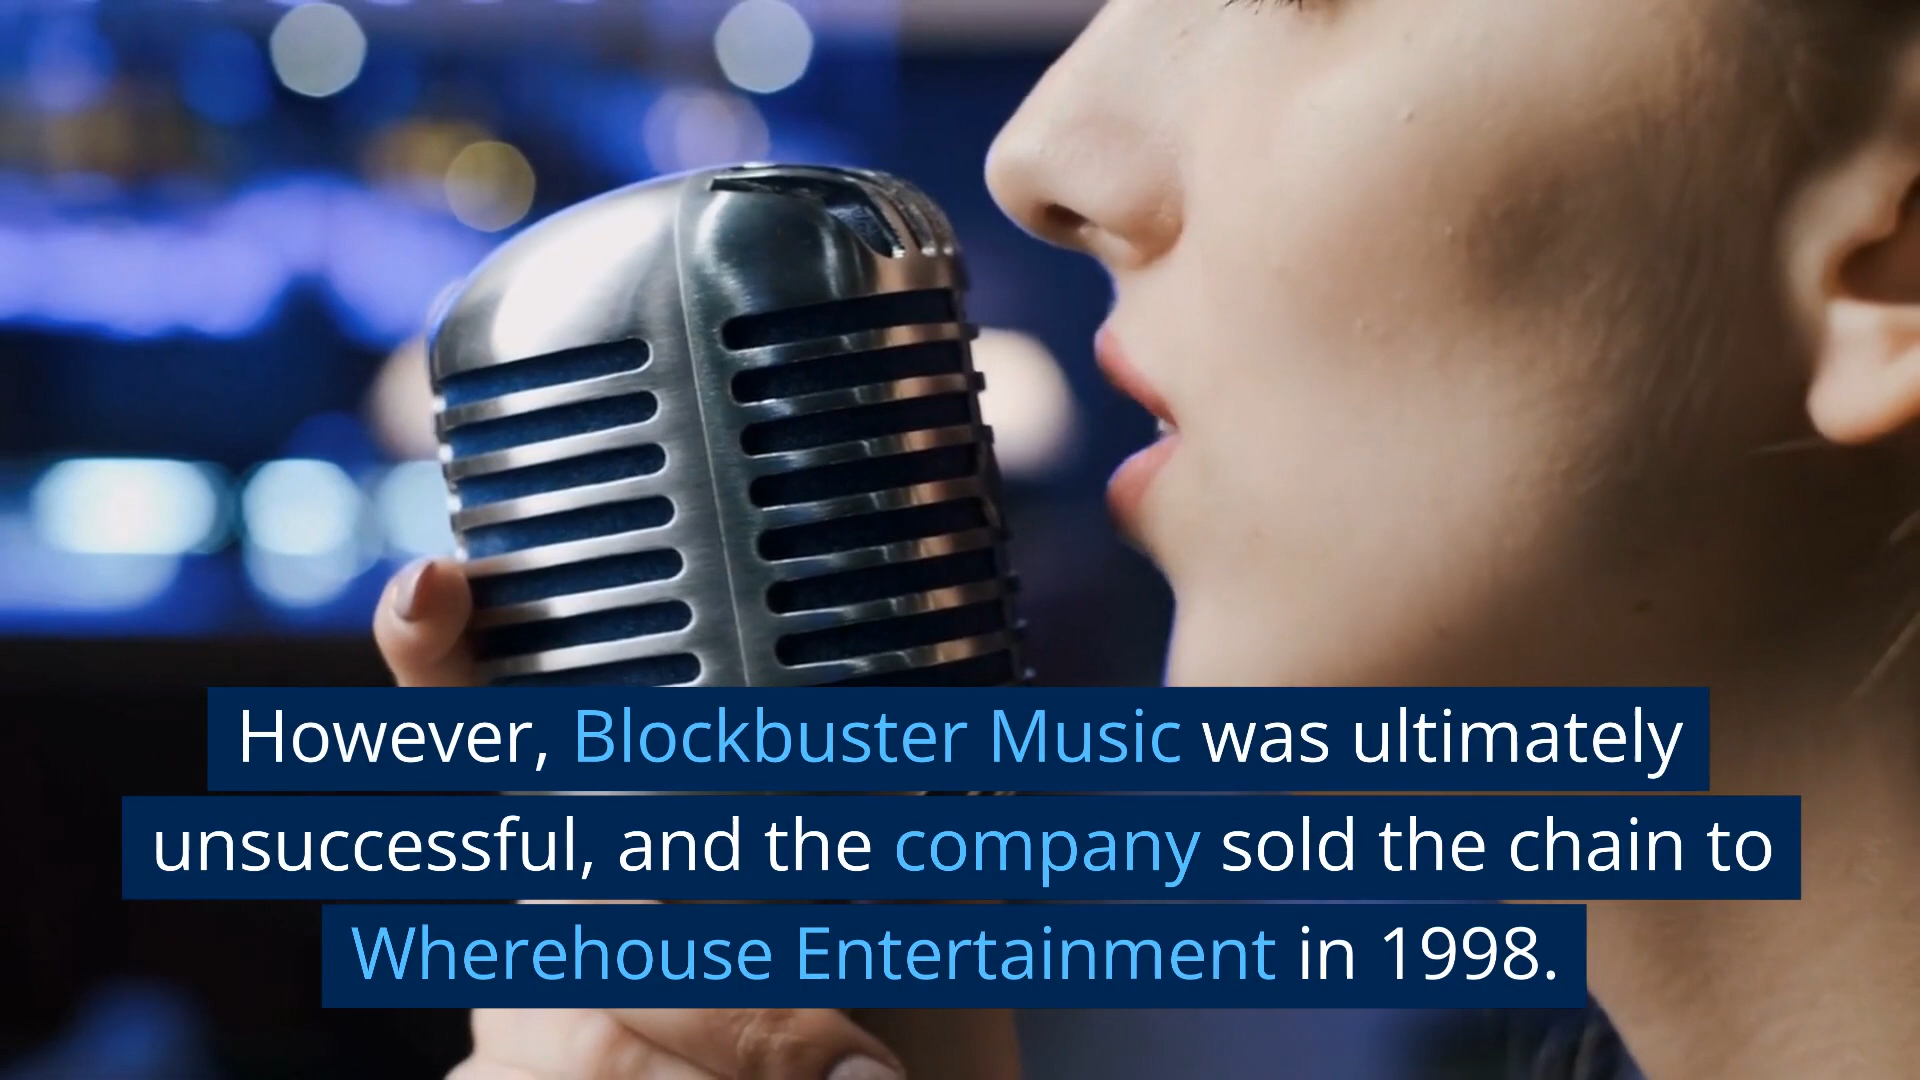 However, Blockbuster Music was ultimately
unsuccessful, and the company sold the chain to
Wherehouse Entertainment in 1998.